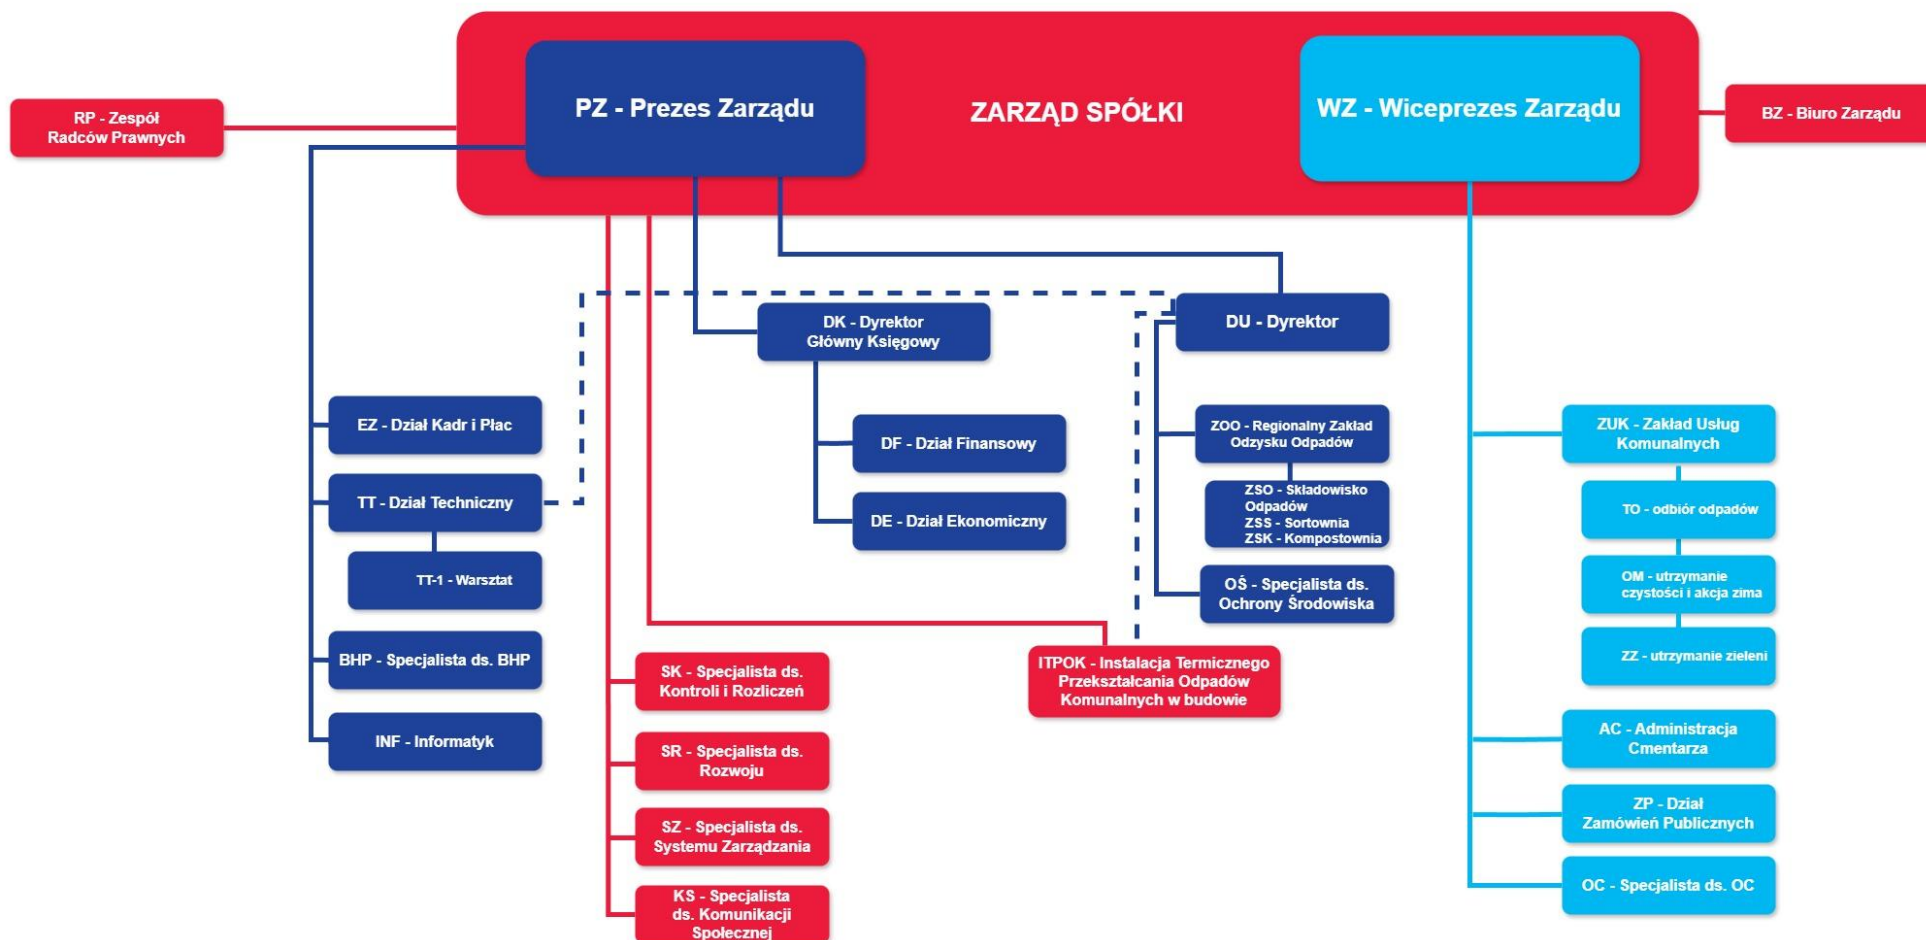 PZ - Prezes Zarządu
ZARZĄD SPÓŁKI
WZ - Wiceprezes Zarządu
RP - Zespół
Radców Prawnych
BZ - Biuro Zarządu
DK - Dyrektor
Główny Księgowy
DU - Dyrektor
EZ - Dział Kadr i Płac
TT - Dział Techniczny
TT-1 - Warsztat
BHP - Specjalista ds. BHP
INF - Informatyk
DF - Dział Finansowy
DE - Dział Ekonomiczny
ZOO - Regionalny Zakład
Odzysku Odpadów
ZSO - Składowisko
Odpadów
ZSS - Sortownia
ZSK - Kompostownia
OŚ - Specjalista ds.
Ochrony Środowiska
ITPOK - Instalacja Termicznego
Przekształcania Odpadów
Komunalnych w budowie
SK - Specjalista ds.
Kontroli i Rozliczeń
SR - Specjalista ds.
Rozwoju
SZ - Specjalista ds.
Systemu Zarządzania
KS - Specjalista
ds. Komunikacji
Społecznej
ZUK - Zakład Usług
Komunalnych
TO - odbiór odpadów
OM - utrzymanie
czystości i akcja zima
ZZ - utrzymanie zieleni
AC - Administracja
Cmentarza
ZP - Dział
Zamówień Publicznych
OC - Specjalista ds. OC